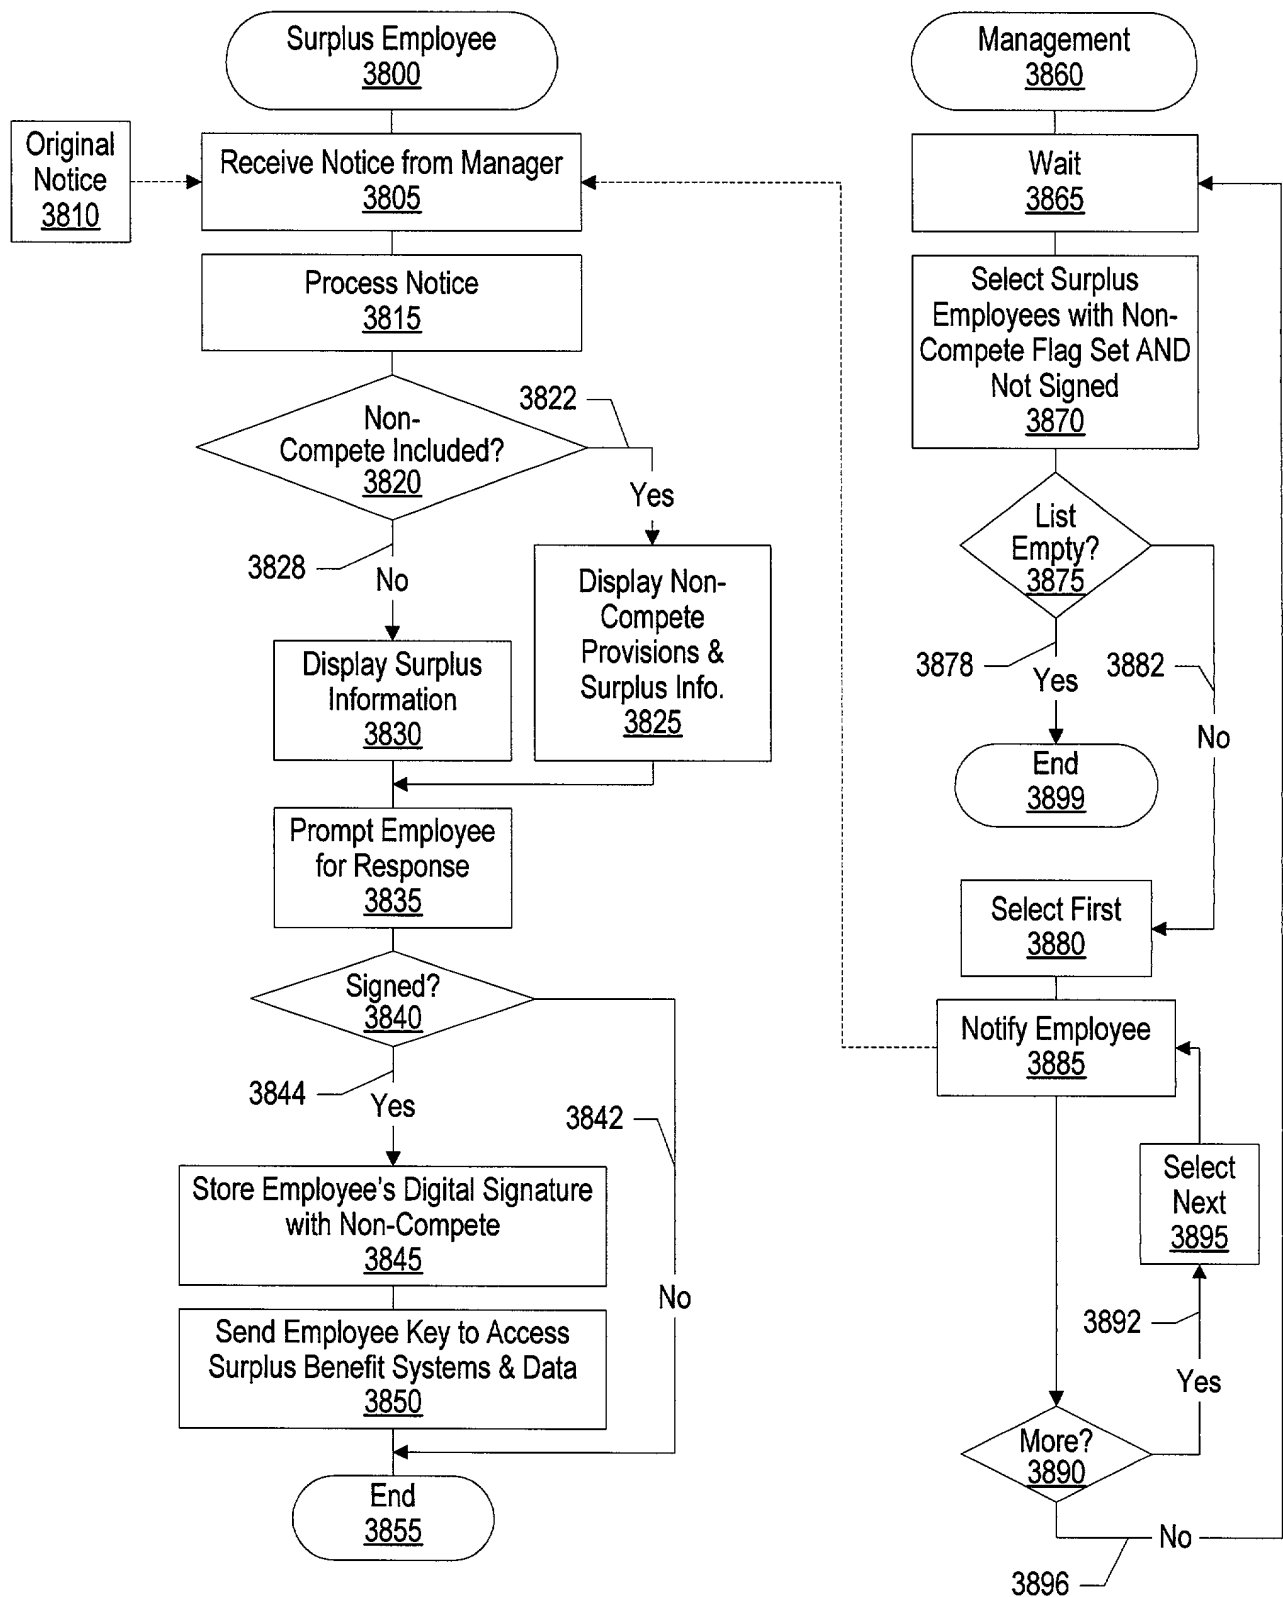 Surplus Employee
3800
Original
Notice
3810
Receive Notice from Manager
3805
Process Notice
3815
Non-
Compete Included?
3820
3822
Yes
3828
No
Display Surplus
Information
3830
Display Non-
Compete
Provisions &
Surplus Info.
3825
Prompt Employee
for Response
3835
Signed?
3840
3844
Yes
3842
No
Store Employee's Digital Signature
with Non-Compete
3845
Send Employee Key to Access
Surplus Benefit Systems & Data
3850
End
3855
Management
3860
Wait
3865
Select Surplus
Employees with Non-
Compete Flag Set AND
Not Signed
3870
List
Empty?
3875
3878
Yes
3882
No
End
3899
Select First
3880
Notify Employee
3885
Select
Next
3895
3892
Yes
More?
3890
No
3896